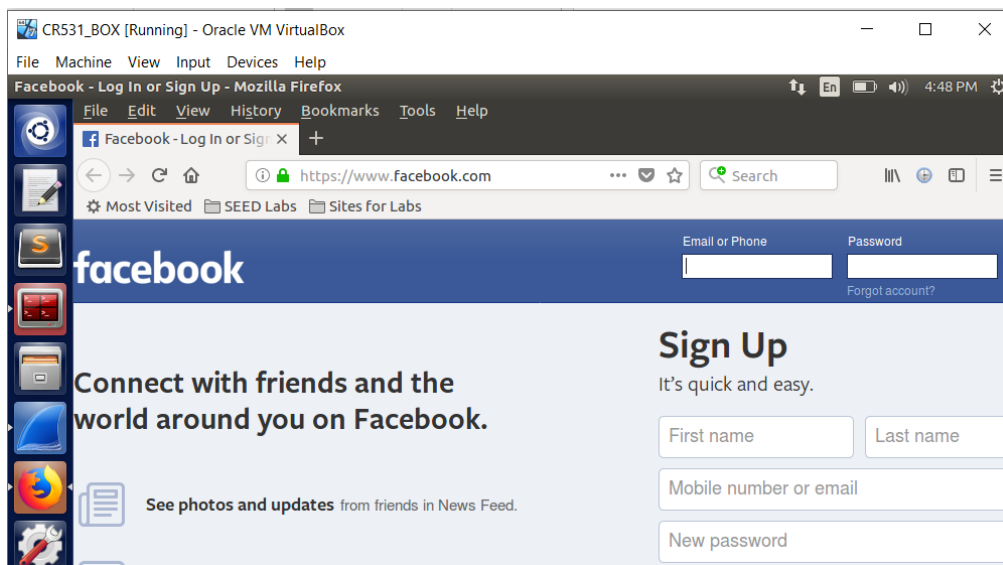 CR531_BOX [Running] - Oracle VM VirtualBox
File Machine View Input Devices Help
Facebook - Log In or Sign Up - Mozilla Firefox En 4:48 PM
File Edit View History Bookmarks Tools Help
Facebook - Log In or Sign
https://www.facebook.com Search
Most Visited SEED Labs Sites for Labs
Email or Phone Password
facebook
Forgot account?
Sign Up
It's quick and easy.
Connect with friends and the
world around you on Facebook.
First name Last name
Mobile number or email
See photos and updates from friends in News Feed.
New password